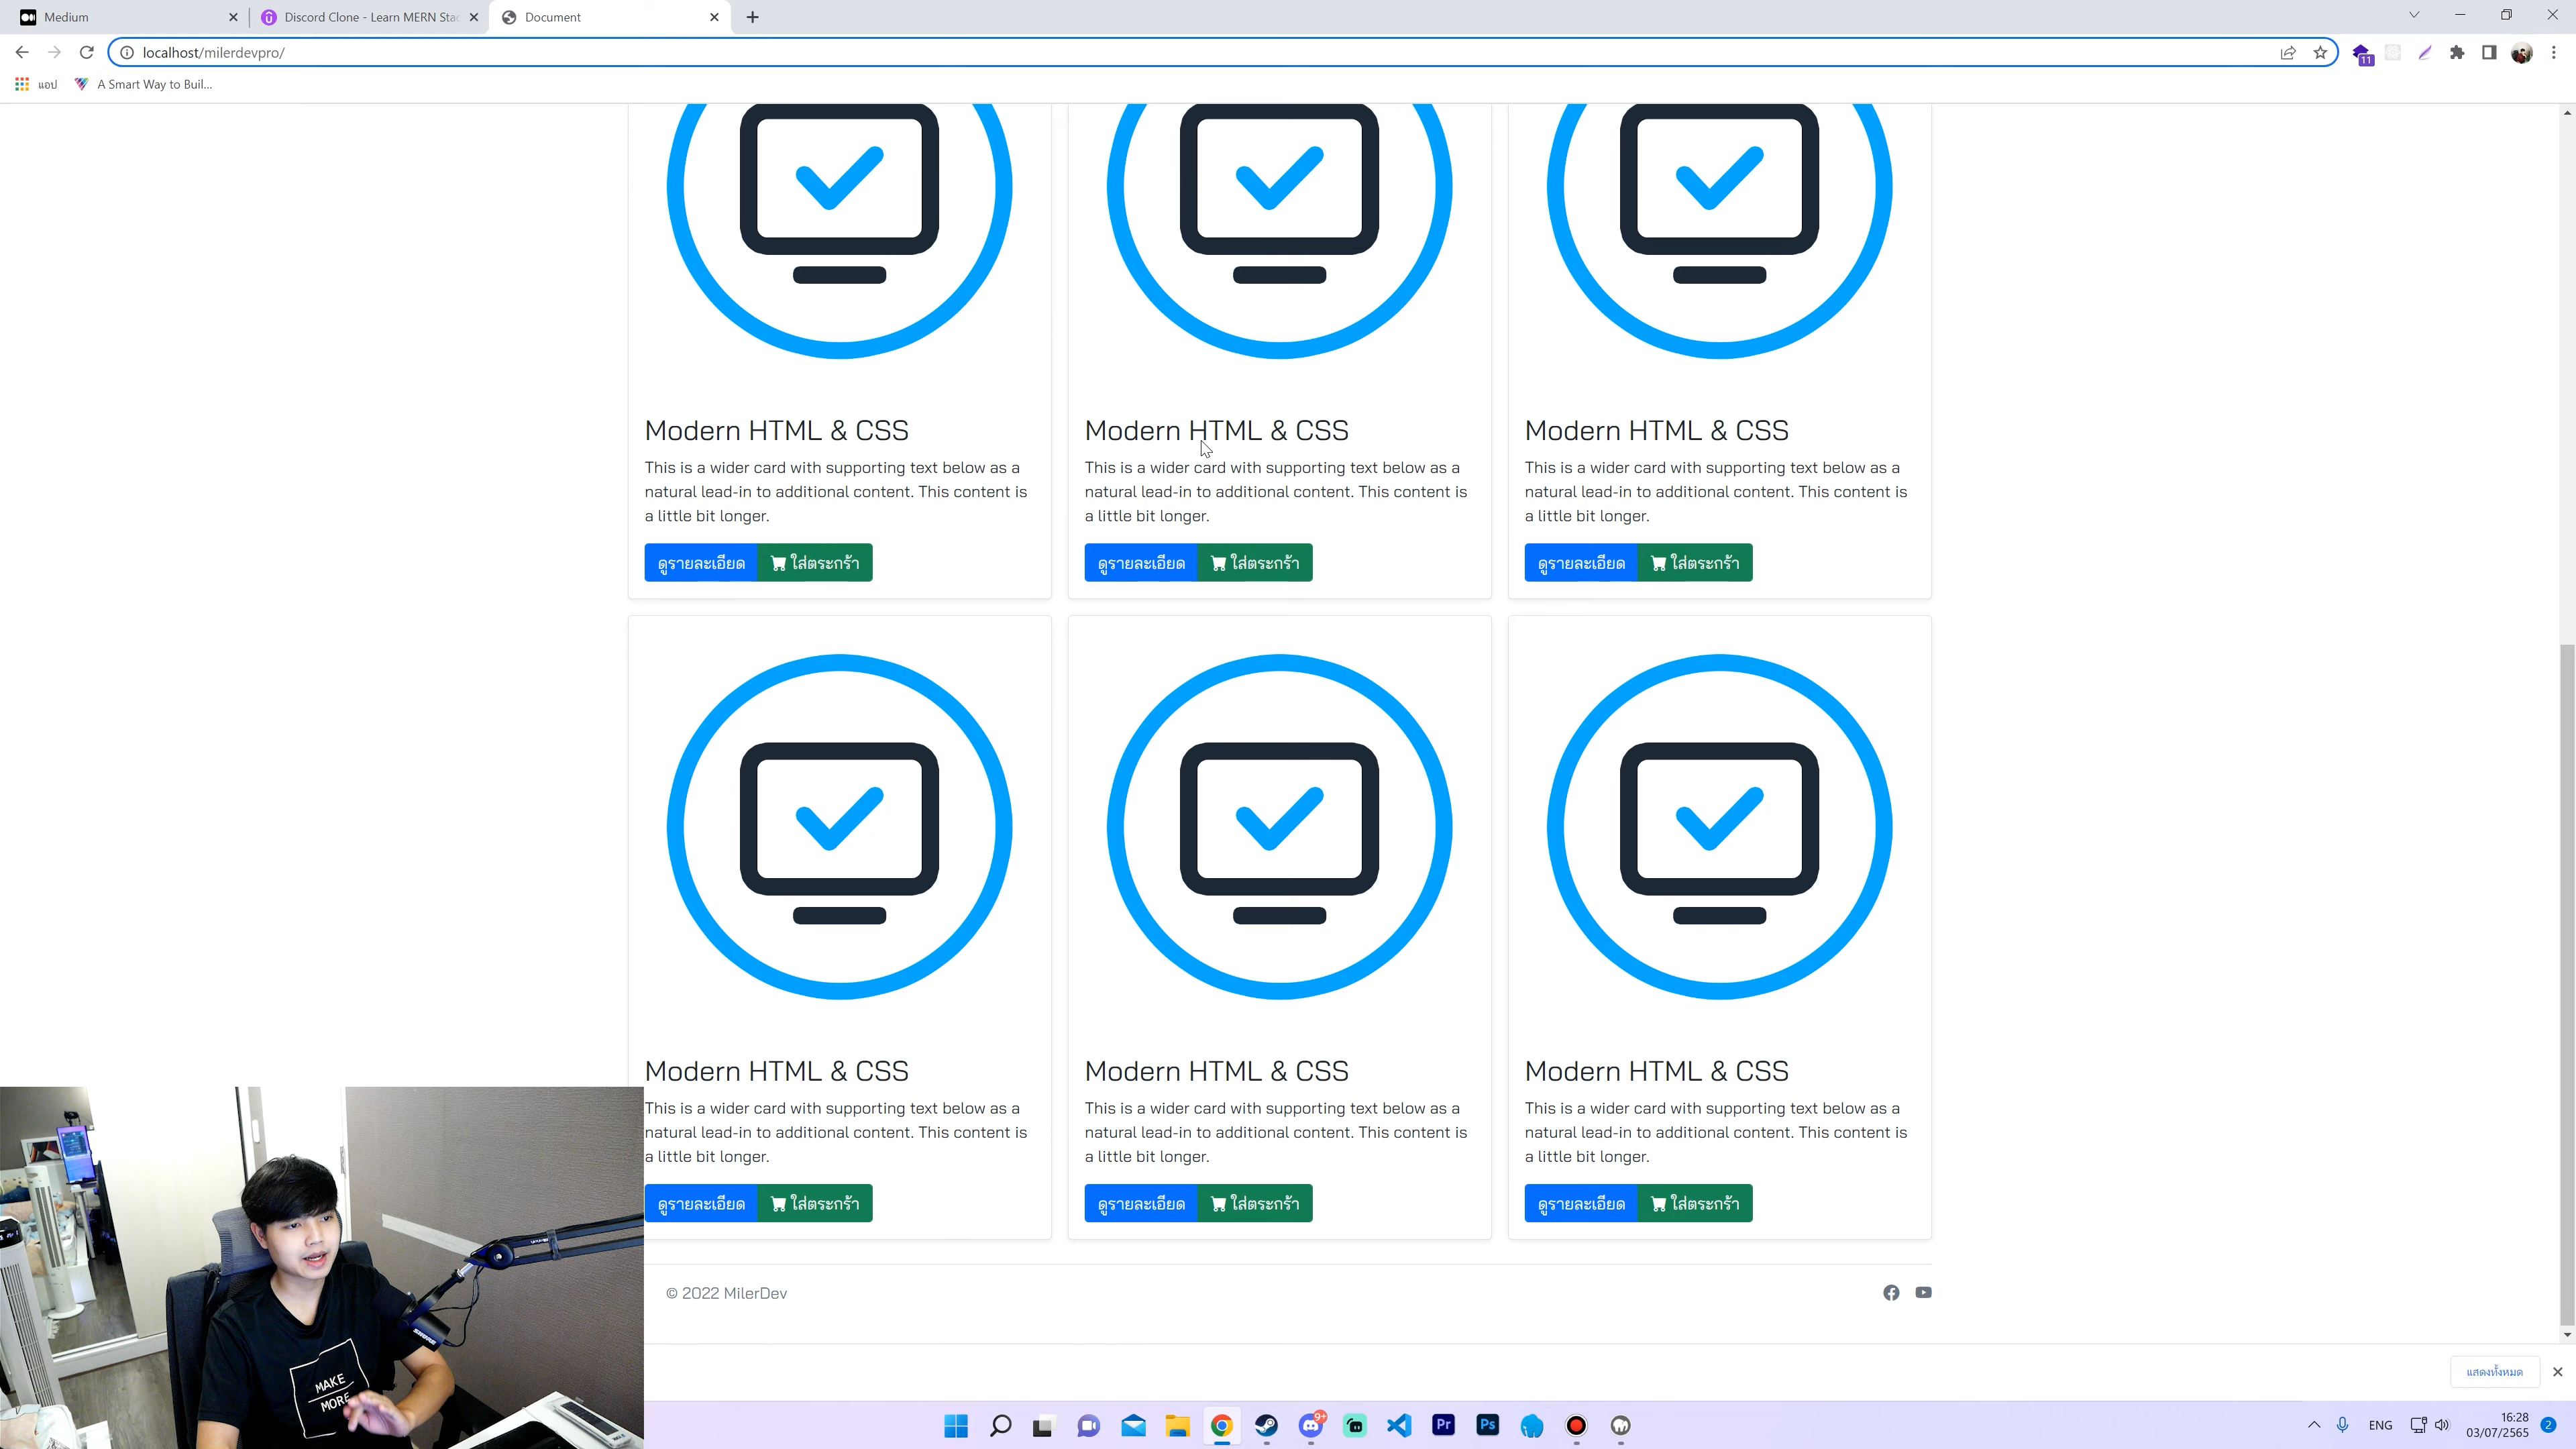 Medium
Discord Clone - Learn MERN Stac
Document
localhost/milerdevpro/
11
แอป
A Smart Way to Buil...
Modern HTML & CSS
This is a wider card with supporting text below as a
natural lead-in to additional content. This content is
a little bit longer.
ดูรายละเอียด
ใส่ตระกร้า
Modern HTML & CSS
This is a wider card with supporting text below as a
natural lead-in to additional content. This content is
a little bit longer.
ดูรายละเอียด
ใส่ตระกร้า
Modern HTML & CSS
This is a wider card with supporting text below as a
natural lead-in to additional content. This content is
a little bit longer.
ดูรายละเอียด
ใส่ตระกร้า
Modern HTML & CSS
This is a wider card with supporting text below as a
natural lead-in to additional content. This content is
a little bit longer.
ดูรายละเอียด
ใส่ตระกร้า
Modern HTML & CSS
This is a wider card with supporting text below as a
natural lead-in to additional content. This content is
a little bit longer.
ดูรายละเอียด
ใส่ตระกร้า
Modern HTML & CSS
This is a wider card with supporting text below as a
natural lead-in to additional content. This content is
a little bit longer.
ดูรายละเอียด
ใส่ตระกร้า
© 2022 MilerDev
MAKE
MORE
SHURE
แสดงทั้งหมด
9+
Pr
Ps
ENG
16:28
03/07/2565
2